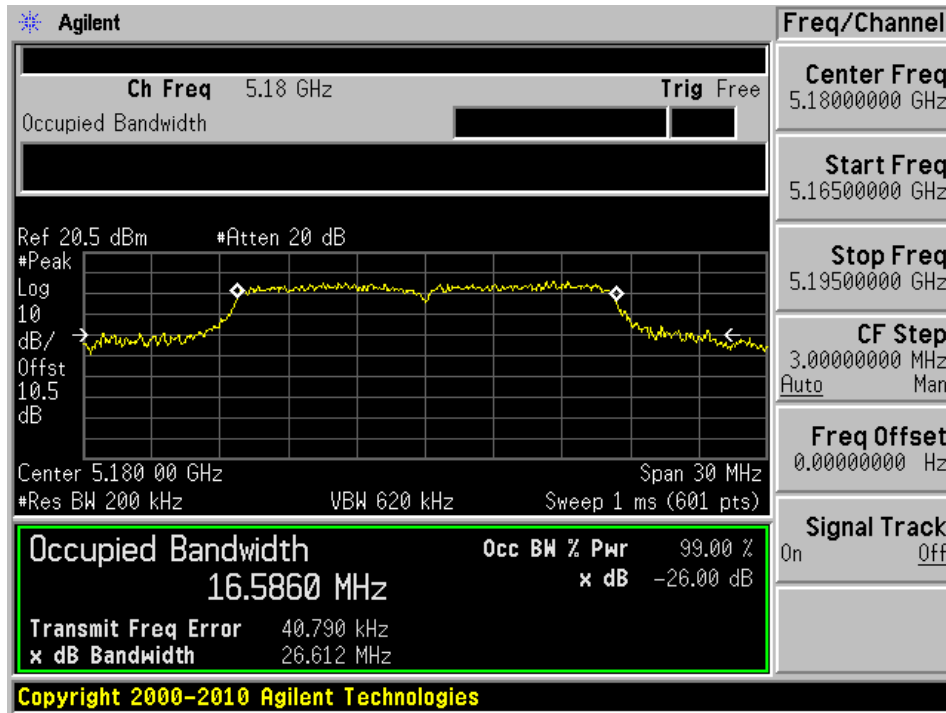 Agilent
Freq/Channel
Ch Freq 5.18 GHz Trig Free
Occupied Bandwidth
Center Freq
5.18000000 GHz
Start Freq
5.16500000 GHz
Stop Freq
5.19500000 GHz
CF Step
3.00000000 MHz
Auto Man
Freq Offset
0.00000000 Hz
Signal Track
On Off
Ref 20.5 dBm #Atten 20 dB
#Peak
Log
10
dB/
Offst
10.5
dB
Center 5.180 00 GHz Span 30 MHz
#Res BW 200 kHz VBW 620 kHz Sweep 1 ms (601 pts)
Occupied Bandwidth
16.5860 MHz
Occ BW % Pwr 99.00 %
x dB -26.00 dB
Transmit Freq Error 40.790 kHz
x dB Bandwidth 26.612 MHz
Copyright 2000-2010 Agilent Technologies